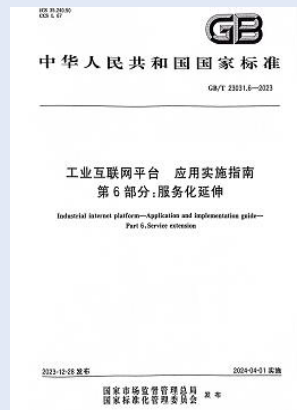 ICS 35.240.50
CCS L 67
GB
中华人民共和国国家标准
GB/T 23031.6—2023
工业互联网平台　应用实施指南
第6部分：服务化延伸
Industrial internet platform—Application and implementation guide—
Part 6：Service extension
2023-12-28 发布
2024-04-01 实施
国家市场监督管理总局
国家标准化管理委员会 发布